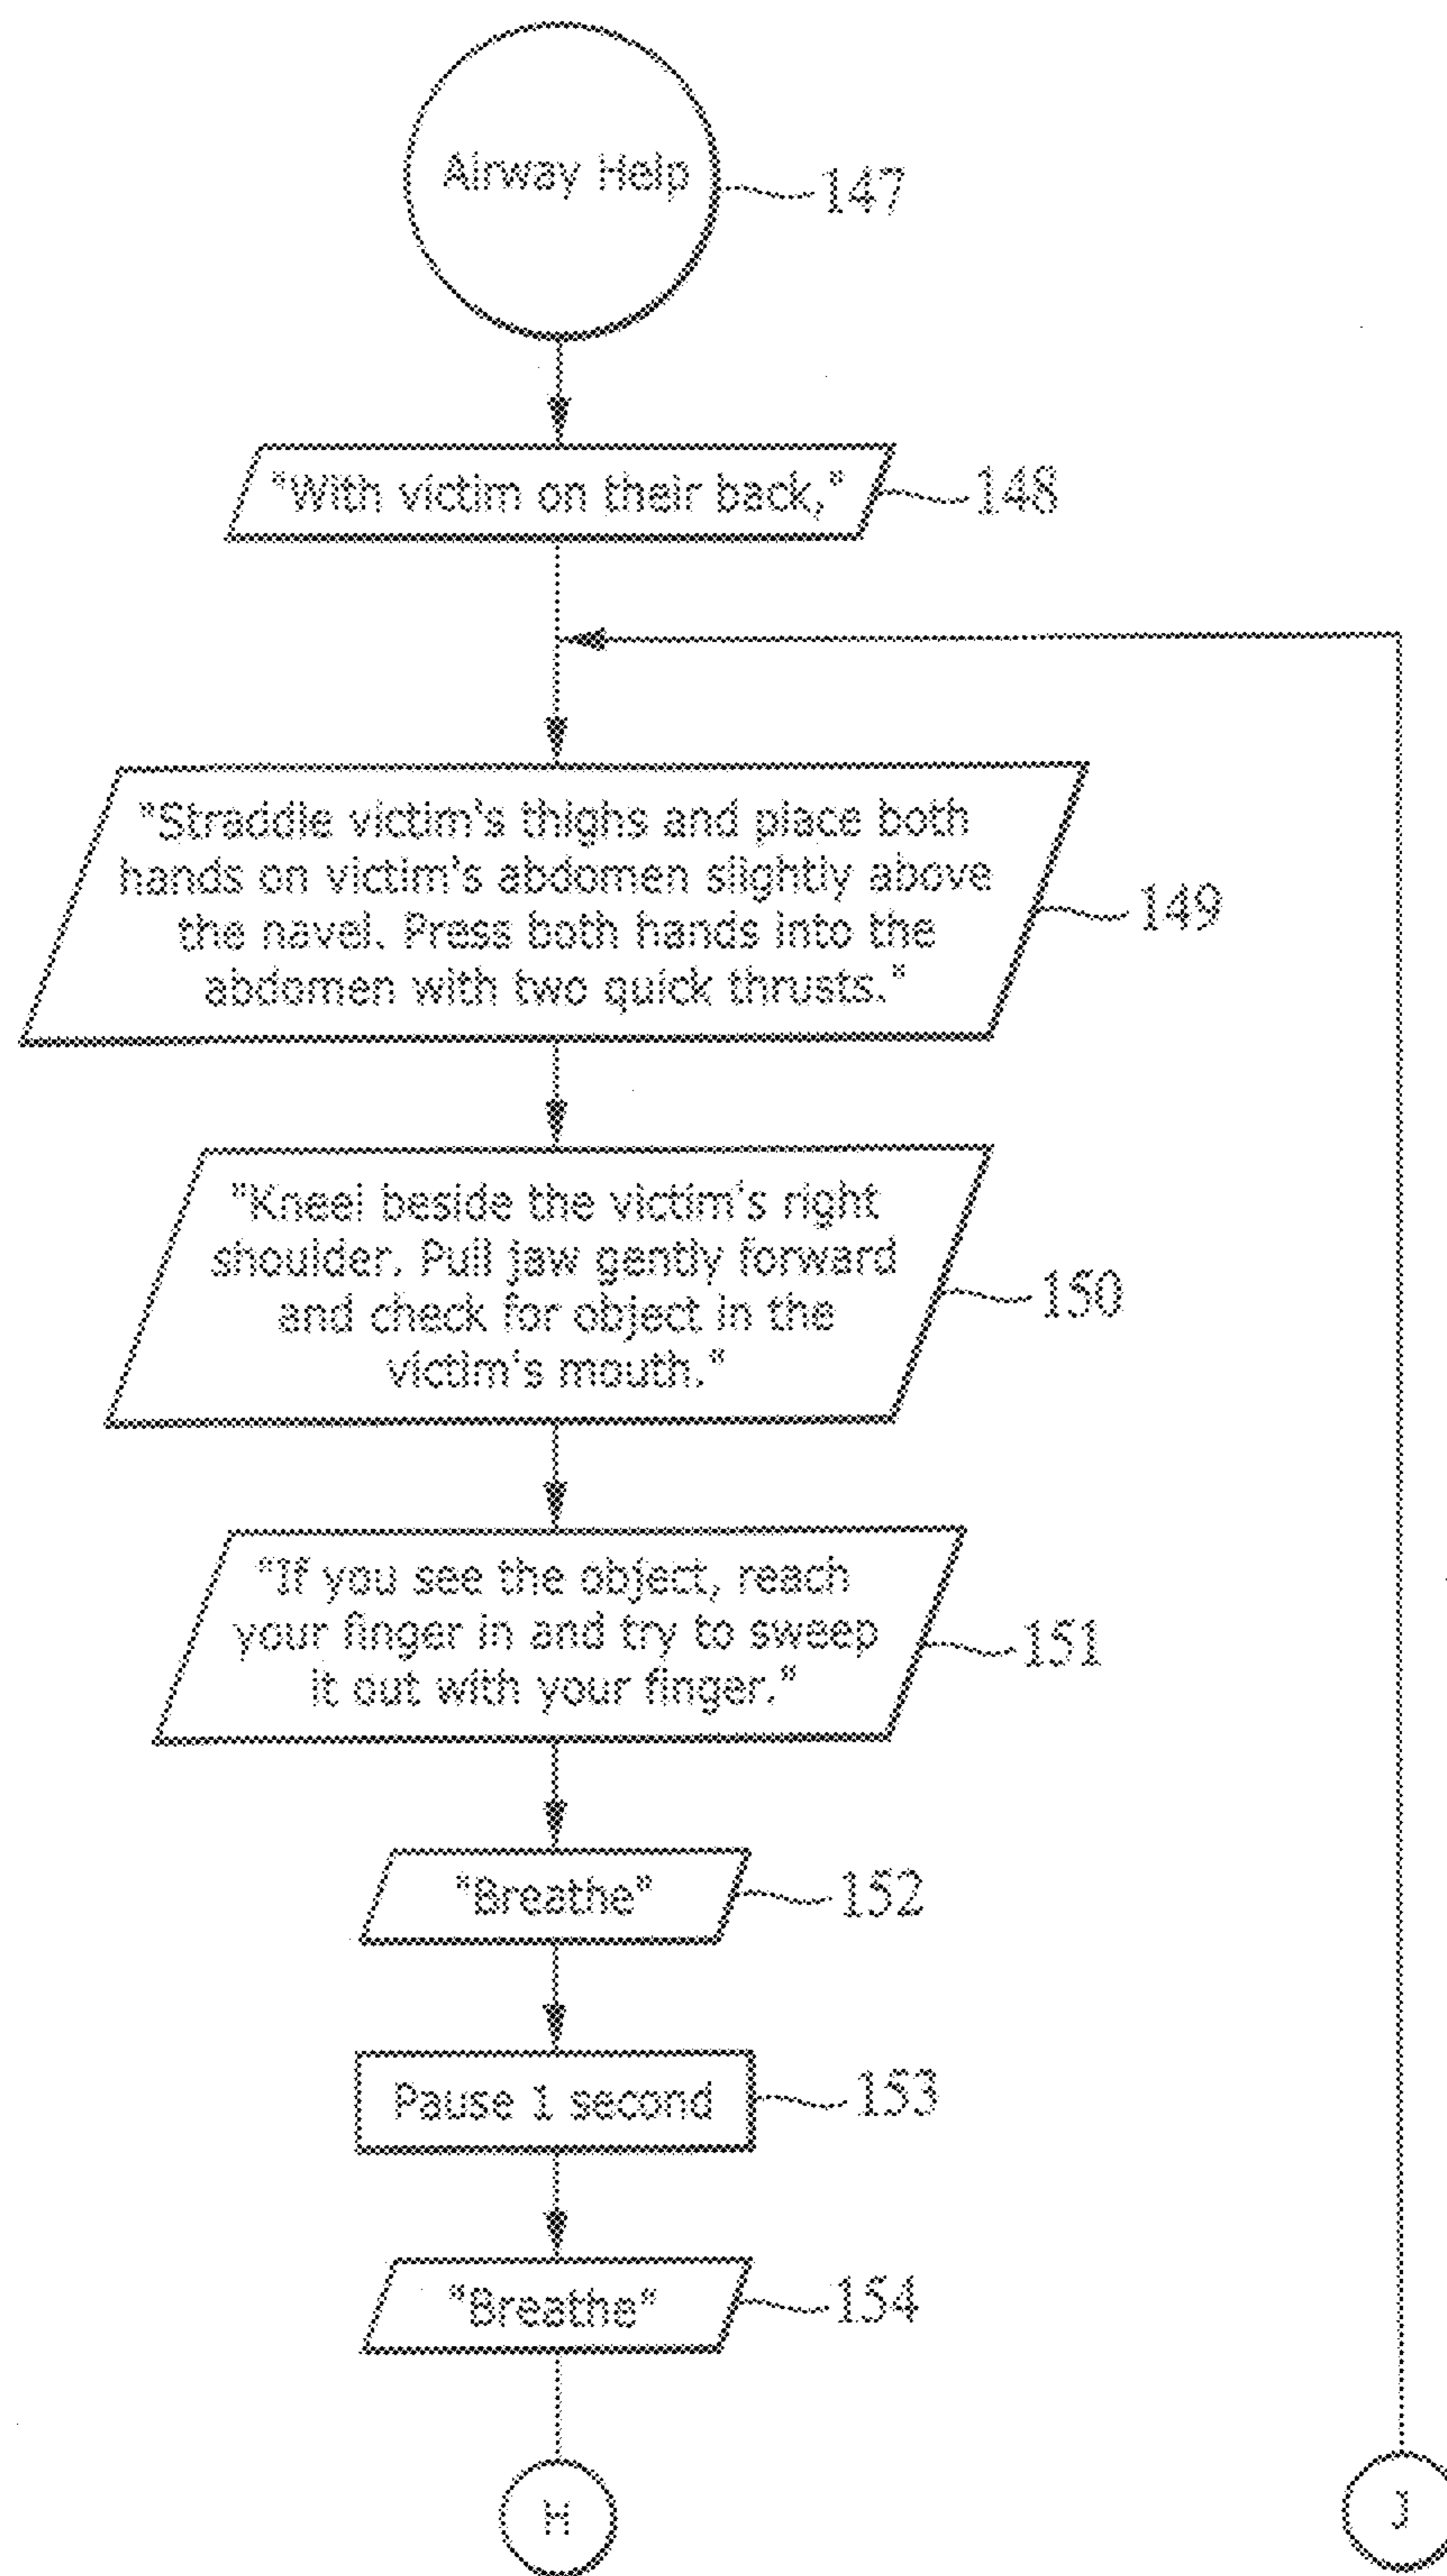 Airway Help
147
"With victim on their back,"
148
"Straddle victim's thighs and place both
hands on victim's abdomen slightly above
the navel. Press both hands into the
abdomen with two quick thrusts."
149
"Kneel beside the victim's right
shoulder. Pull jaw gently forward
and check for object in the
victim's mouth."
150
"If you see the object, reach
your finger in and try to sweep
it out with your finger."
151
"Breathe"
152
Pause 1 second
153
"Breathe"
154
H
J